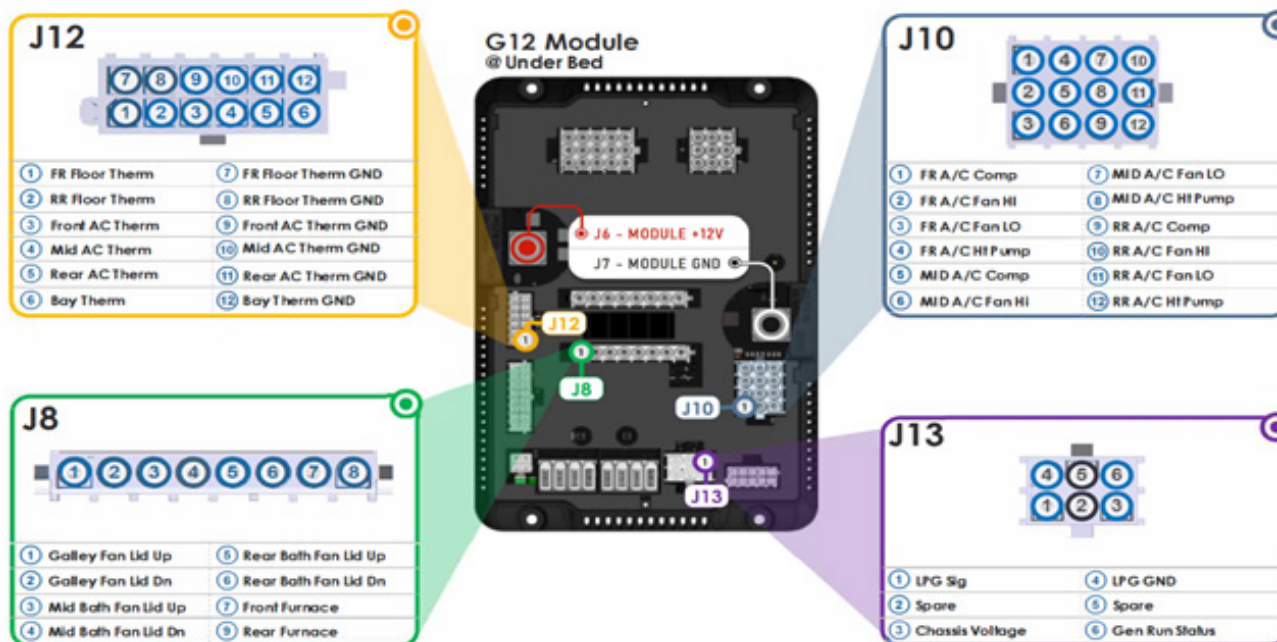 J12
7 8 9 10 11 12
1 2 3 4 5 6
1 FR Floor Therm 7 FR Floor Therm GND
2 RR Floor Therm 8 RR Floor Therm GND
3 Front AC Therm 9 Front AC Therm GND
4 Mid AC Therm 10 Mid AC Therm GND
5 Rear AC Therm 11 Rear AC Therm GND
6 Bay Therm 12 Bay Therm GND
G12 Module
@ Under Bed
J6 - MODULE +12V
J7 - MODULE GND
1 J12
1
J8
J10 1
1
J13
J10
1 4 7 10
2 5 8 11
3 6 9 12
1 FR A/C Comp 7 MID A/C Fan LO
2 FR A/C Fan HI 8 MID A/C Ht Pump
3 FR A/C Fan LO 9 RR A/C Comp
4 FR A/C Ht Pump 10 RR A/C Fan HI
5 MID A/C Comp 11 RR A/C Fan LO
6 MID A/C Fan Hi 12 RR A/C Ht Pump
J8
1 2 3 4 5 6 7 8
1 Galley Fan Lid Up 5 Rear Bath Fan Lid Up
2 Galley Fan Lid Dn 6 Rear Bath Fan Lid Dn
3 Mid Bath Fan Lid Up 7 Front Furnace
4 Mid Bath Fan Lid Dn 9 Rear Furnace
J13
4 5 6
1 2 3
1 LPG Sig 4 LPG GND
2 Spare 5 Spare
3 Chassis Voltage 6 Gen Run Status